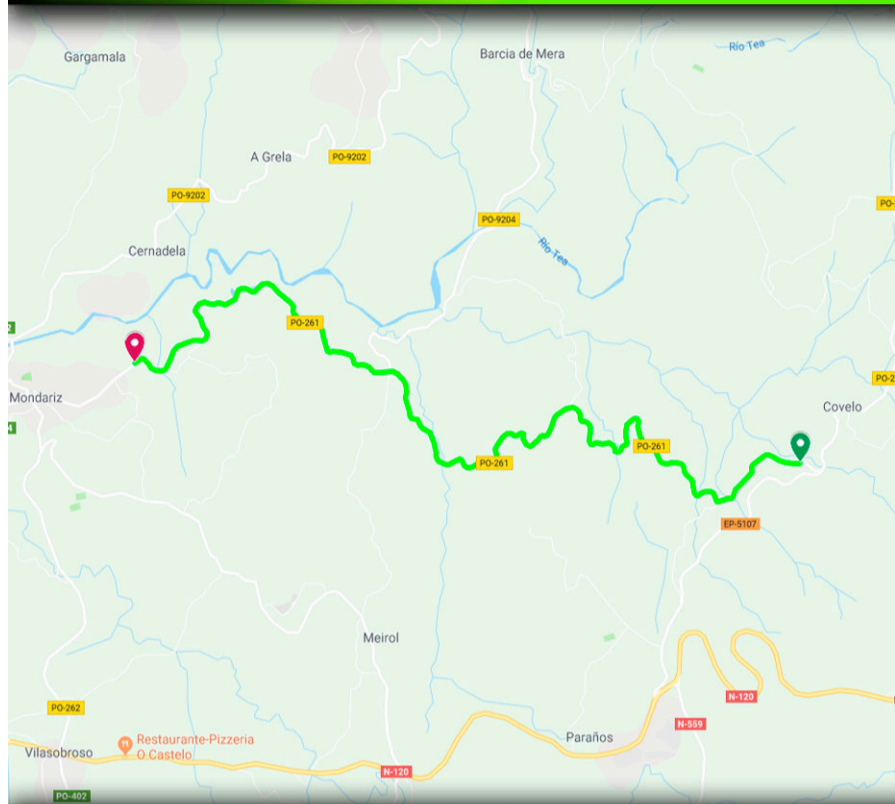 Gargamala
Barcia de Mera
Río Tea
A Grela
PO-9202
PO-9202
PO-9204
Cernadela
Río Tea
PO-261
Mondariz
Covelo
PO-261
PO-261
EP-5107
Meirol
PO-262
N-120
N-559
Paraños
Restaurante-Pizzeria
O Castelo
Vilasobroso
N-120
PO-402